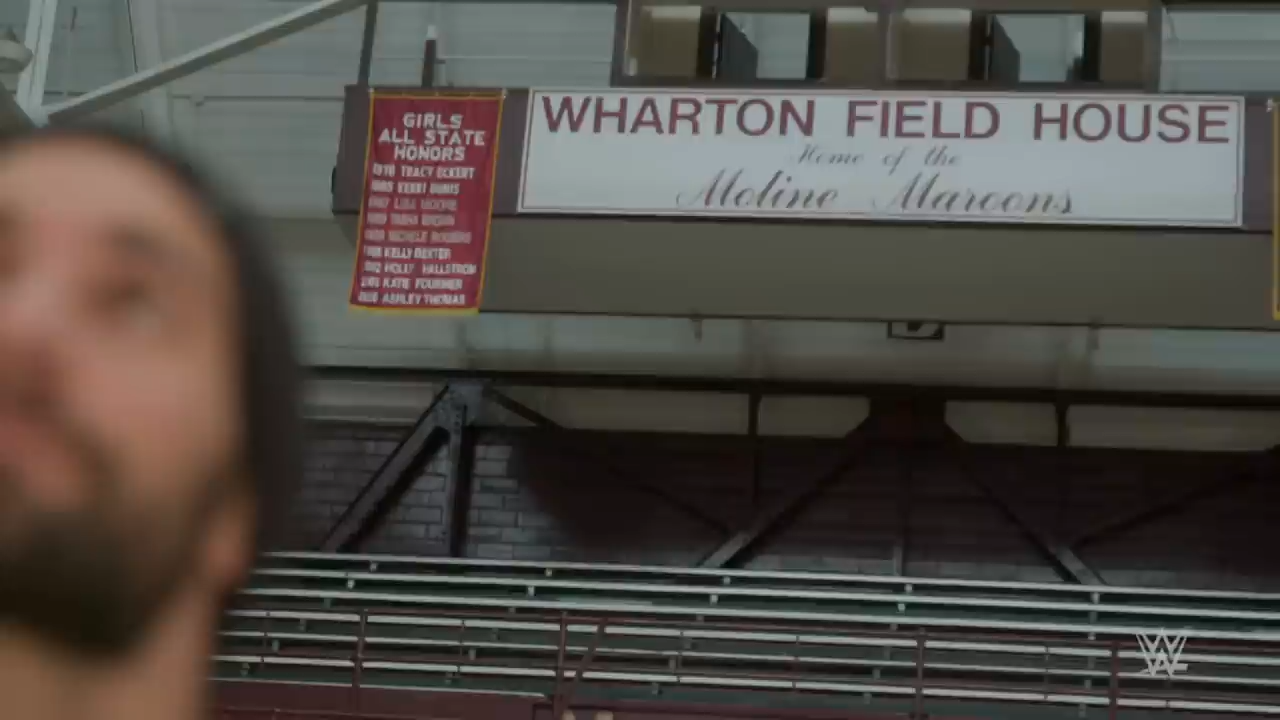 GIRLS
ALL STATE
HONORS
TRACY ECKERT
KELLY DEXTER
HOLLY HALLSTROM
KATIE FOURNIER
ASHLEY THOMAS
WHARTON FIELD HOUSE
Home of the
Moline Maroons
W